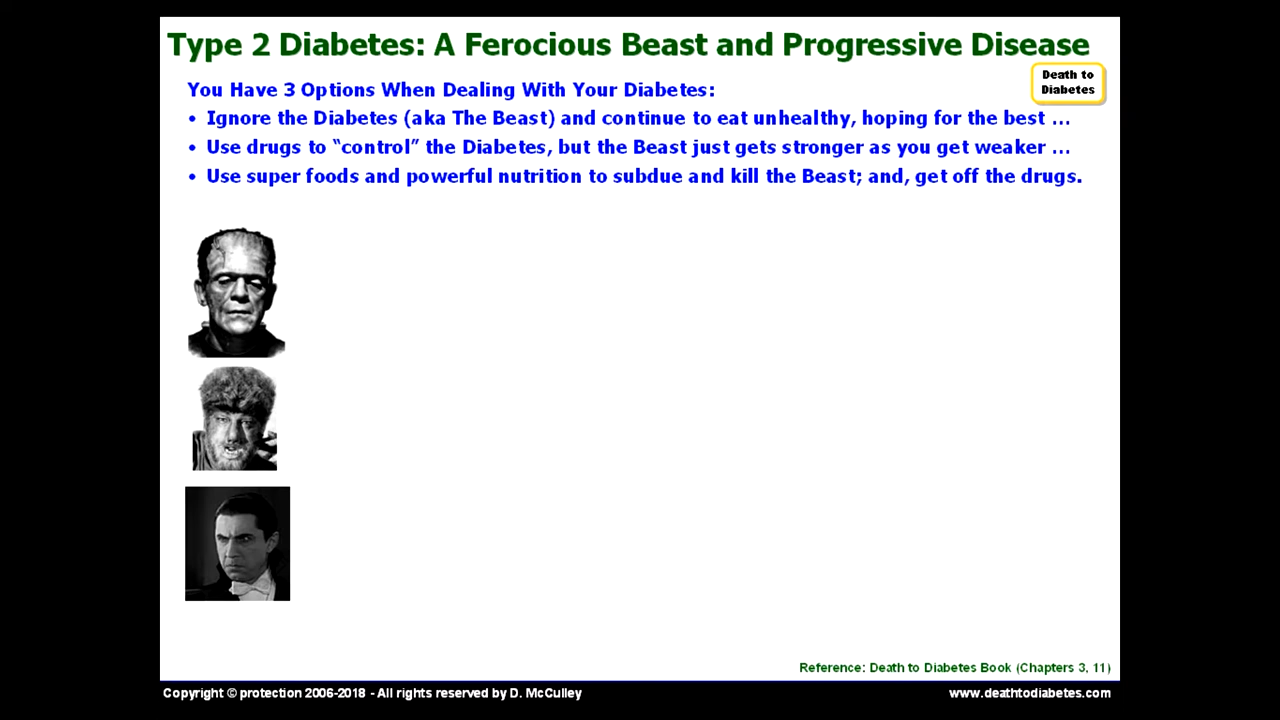 Type 2 Diabetes: A Ferocious Beast and Progressive Disease
Death to
Diabetes
You Have 3 Options When Dealing With Your Diabetes:
• Ignore the Diabetes (aka The Beast) and continue to eat unhealthy, hoping for the best ...
• Use drugs to “control” the Diabetes, but the Beast just gets stronger as you get weaker ...
• Use super foods and powerful nutrition to subdue and kill the Beast; and, get off the drugs.
Reference: Death to Diabetes Book (Chapters 3, 11)
Copyright © protection 2006-2018 - All rights reserved by D. McCulley
www.deathtodiabetes.com